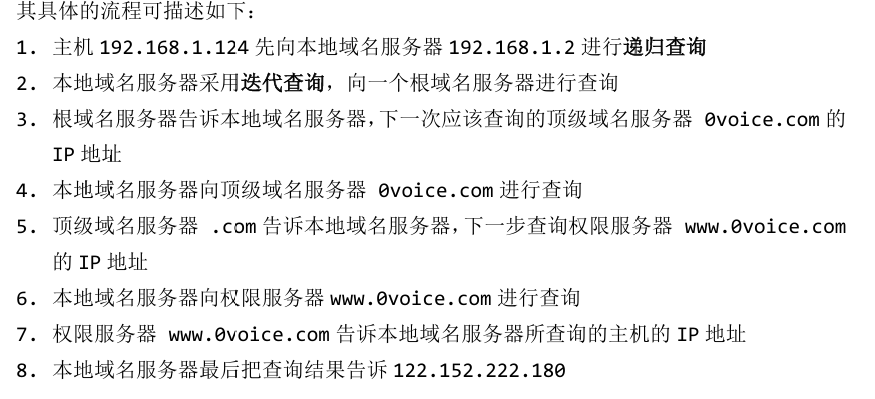 其具体的流程可描述如下：
1. 主机 192.168.1.124 先向本地域名服务器 192.168.1.2 进行递归查询
2. 本地域名服务器采用迭代查询，向一个根域名服务器进行查询
3. 根域名服务器告诉本地域名服务器，下一次应该查询的顶级域名服务器 0voice.com 的
IP 地址
4. 本地域名服务器向顶级域名服务器 0voice.com 进行查询
5. 顶级域名服务器 .com 告诉本地域名服务器，下一步查询权限服务器 www.0voice.com
的 IP 地址
6. 本地域名服务器向权限服务器 www.0voice.com 进行查询
7. 权限服务器 www.0voice.com 告诉本地域名服务器所查询的主机的 IP 地址
8. 本地域名服务器最后把查询结果告诉 122.152.222.180